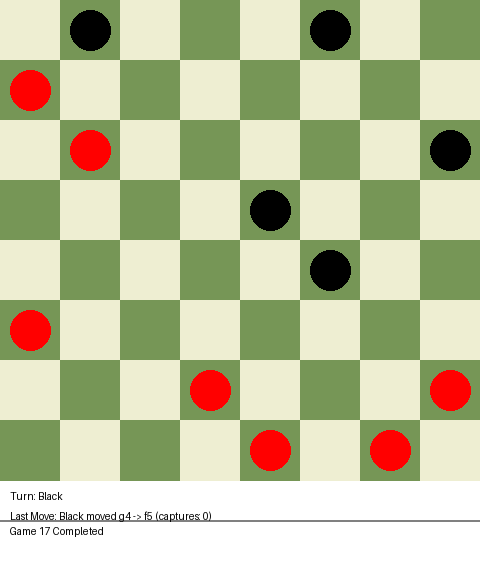 Turn: Black
Last Move: Black moved g4 -> f5 (captures: 0)
Game 17 Completed